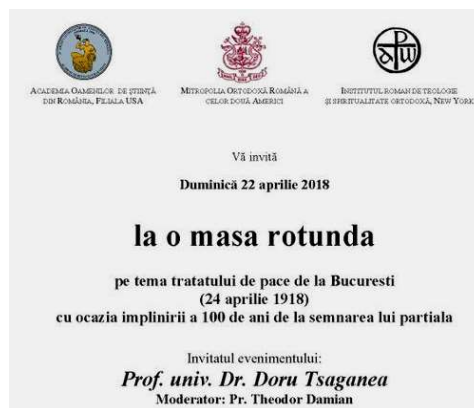 ACADEMIA OAMENILOR DE ȘTIINȚĂ
DIN ROMÂNIA, FILIALA USA
MITROPOLIA ORTODOXĂ ROMÂNĂ A
CELOR DOUĂ AMERICI
INSTITUTUL ROMAN DE TEOLOGIE
ȘI SPIRITUALITATE ORTODOXĂ, NEW YORK
Vă invită
Duminică 22 aprilie 2018
la o masa rotunda
pe tema tratatului de pace de la Bucuresti
(24 aprilie 1918)
cu ocazia implinirii a 100 de ani de la semnarea lui partiala
Invitatul evenimentului:
Prof. univ. Dr. Doru Tsaganea
Moderator: Pr. Theodor Damian